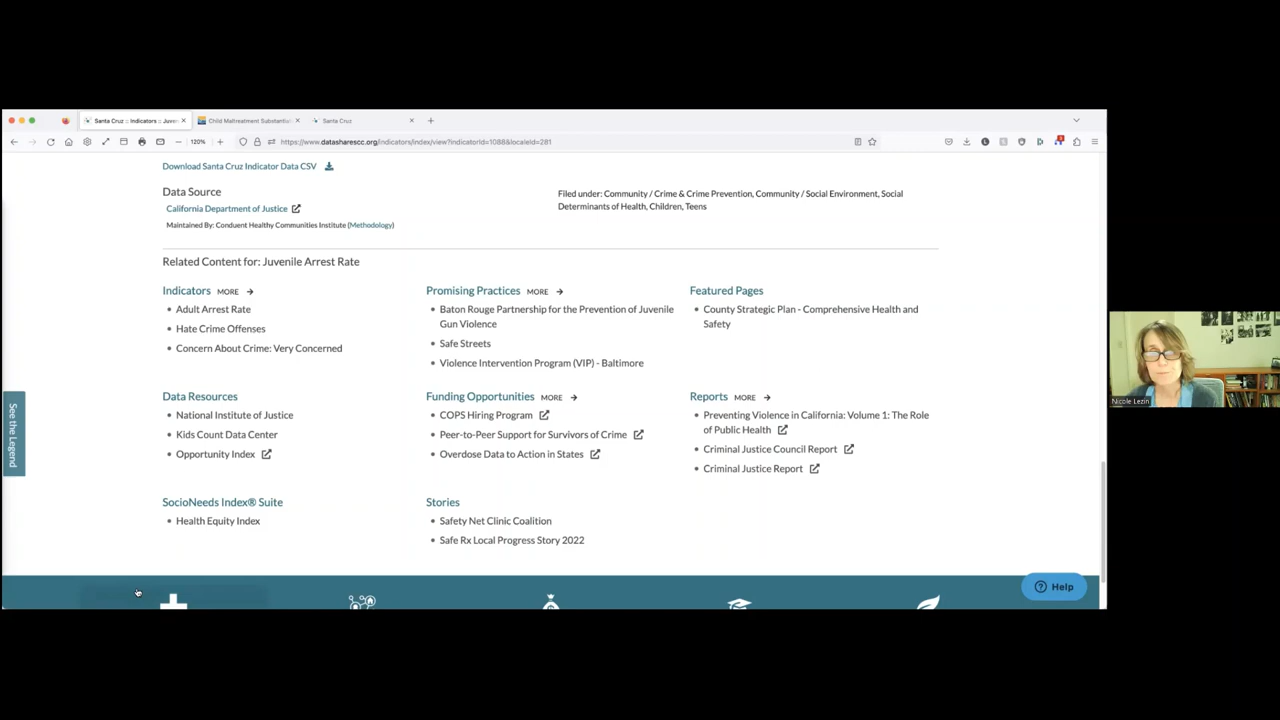 Santa Cruz :: Indicators :: Juven
Child Maltreatment Substantia
Santa Cruz
120%
https://www.datasharescc.org/indicators/index/view?indicatorId=1088&localeId=281
Download Santa Cruz Indicator Data CSV
Data Source
California Department of Justice
Maintained By: Conduent Healthy Communities Institute (Methodology)
Filed under: Community / Crime & Crime Prevention, Community / Social Environment, Social
Determinants of Health, Children, Teens
Related Content for: Juvenile Arrest Rate
Indicators MORE
Adult Arrest Rate
Hate Crime Offenses
Concern About Crime: Very Concerned
Promising Practices MORE
Baton Rouge Partnership for the Prevention of Juvenile
Gun Violence
Safe Streets
Violence Intervention Program (VIP) - Baltimore
Featured Pages
County Strategic Plan - Comprehensive Health and
Safety
Data Resources
National Institute of Justice
Kids Count Data Center
Opportunity Index
Funding Opportunities MORE
COPS Hiring Program
Peer-to-Peer Support for Survivors of Crime
Overdose Data to Action in States
Reports MORE
Preventing Violence in California: Volume 1: The Role
of Public Health
Criminal Justice Council Report
Criminal Justice Report
SocioNeeds Index® Suite
Health Equity Index
Stories
Safety Net Clinic Coalition
Safe Rx Local Progress Story 2022
See the Legend
Help
Nicole Lezin